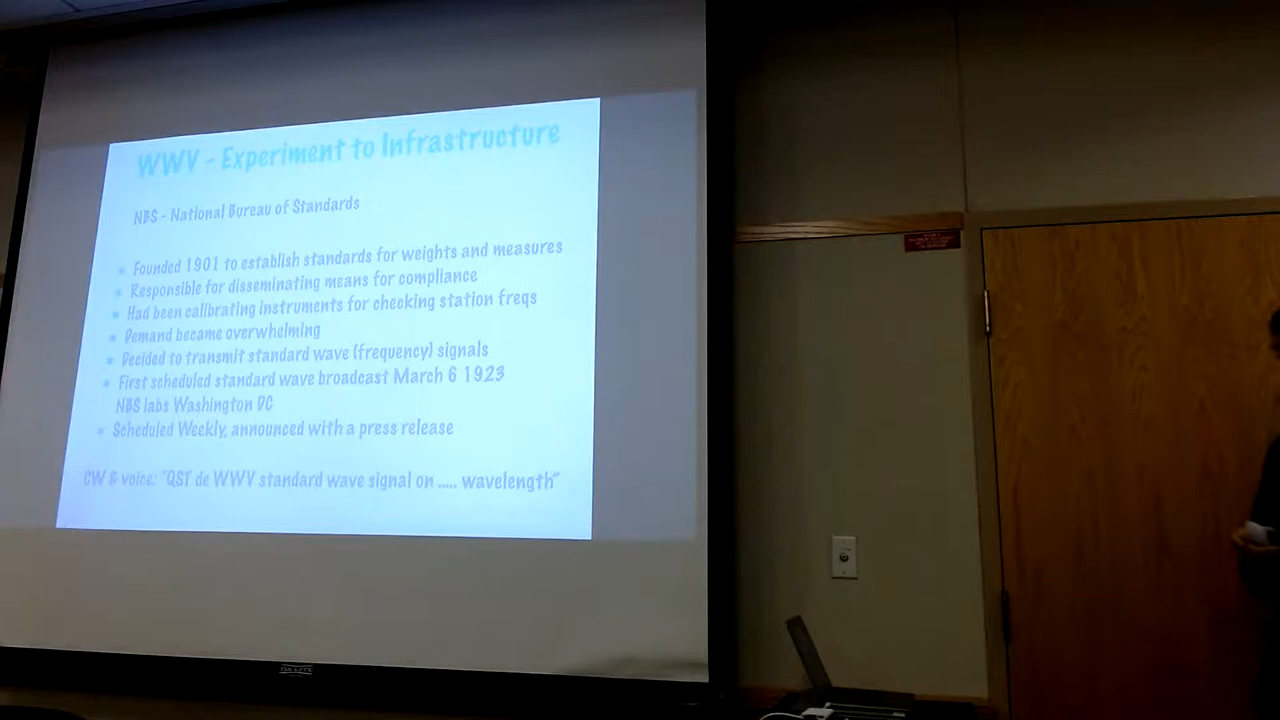 WWV - Experiment to Infrastructure
NBS - National Bureau of Standards
Founded 1901 to establish standards for weights and measures
Responsible for disseminating means for compliance
Had been calibrating instruments for checking station freqs
Demand became overwhelming
Decided to transmit standard wave (frequency) signals
First scheduled standard wave broadcast March 6 1923
NBS labs Washington DC
Scheduled Weekly, announced with a press release
CW & voice: "QST de WWV standard wave signal on ..... wavelength"
DA-LITE